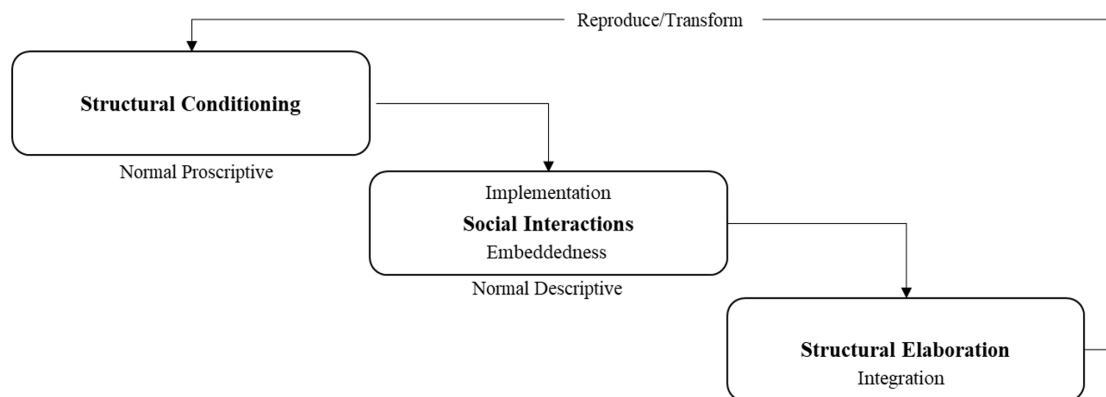 Reproduce/Transform
Structural Conditioning
Normal Proscriptive
Implementation
Social Interactions
Embeddedness
Normal Descriptive
Structural Elaboration
Integration